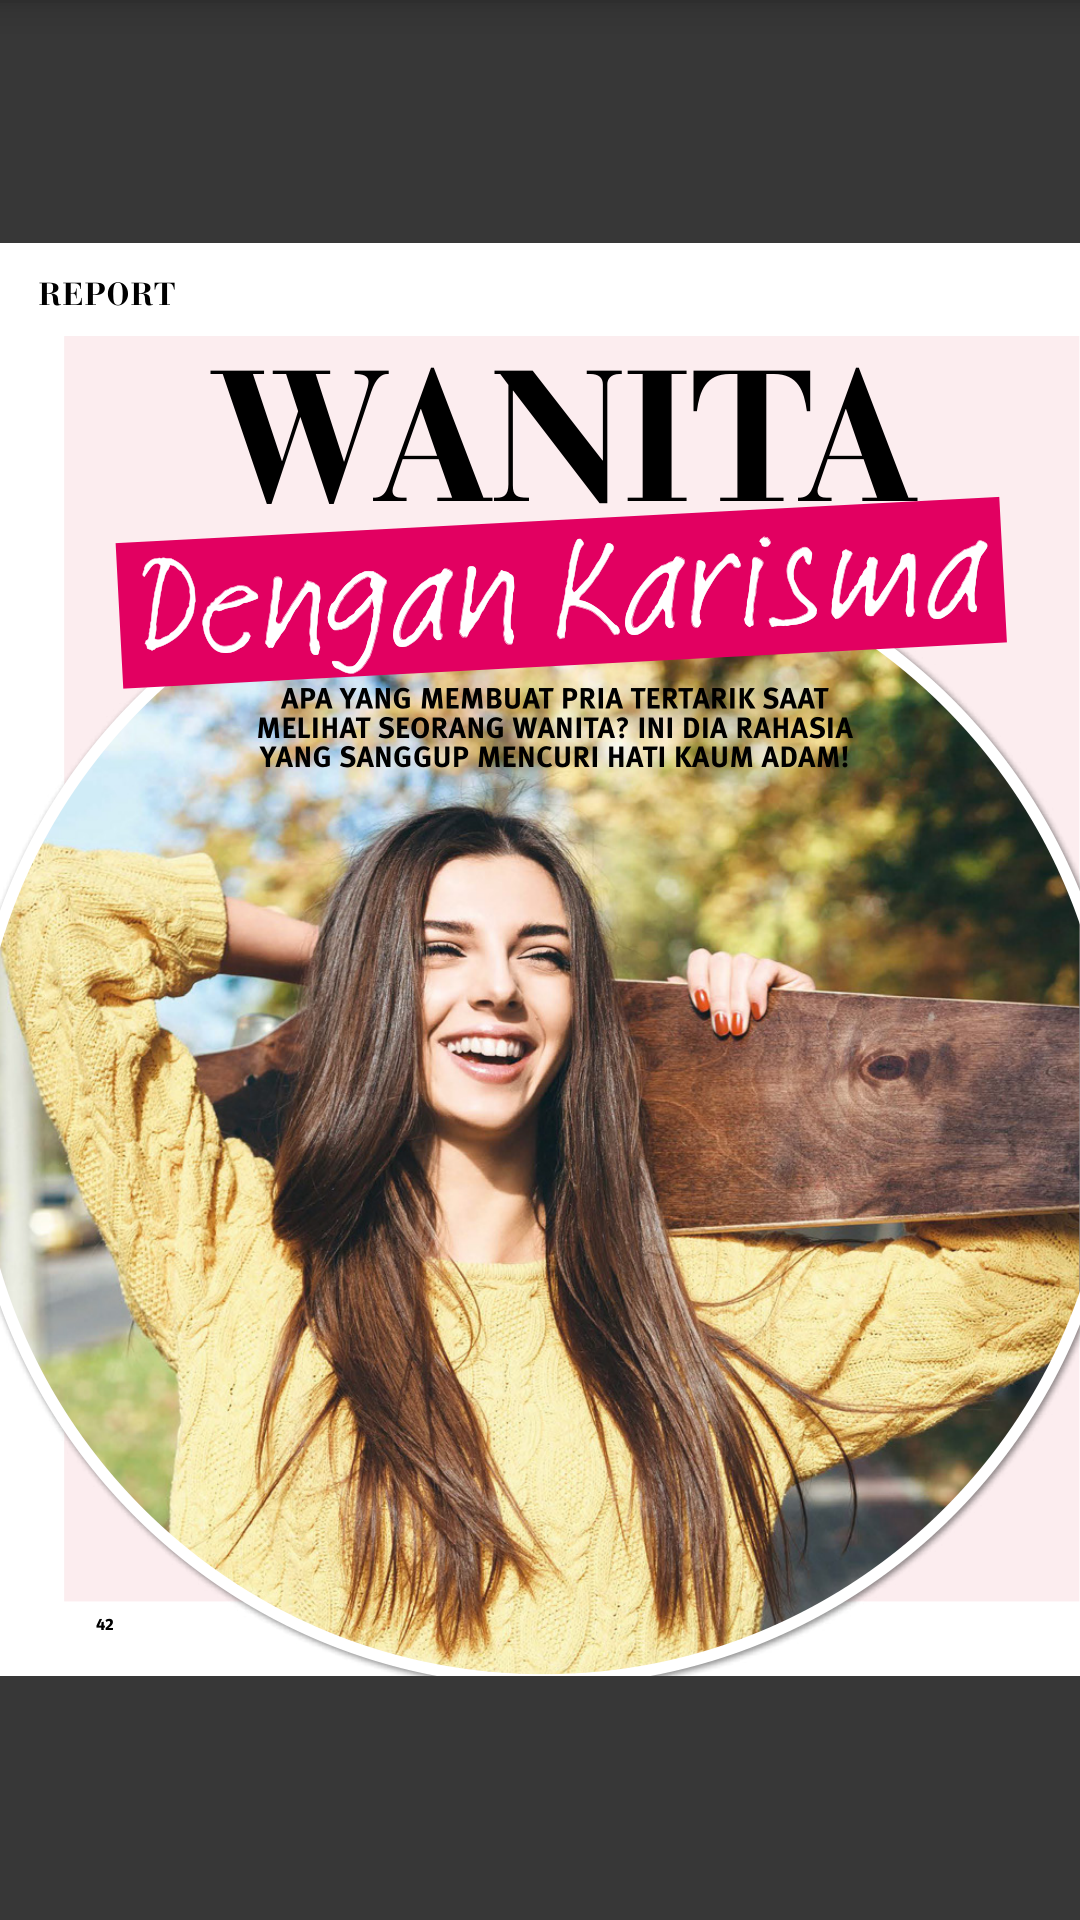 REPORT
WANITA
Dengan Karisma
APA YANG MEMBUAT PRIA TERTARIK SAAT
MELIHAT SEORANG WANITA? INI DIA RAHASIA
YANG SANGGUP MENCURI HATI KAUM ADAM!
42